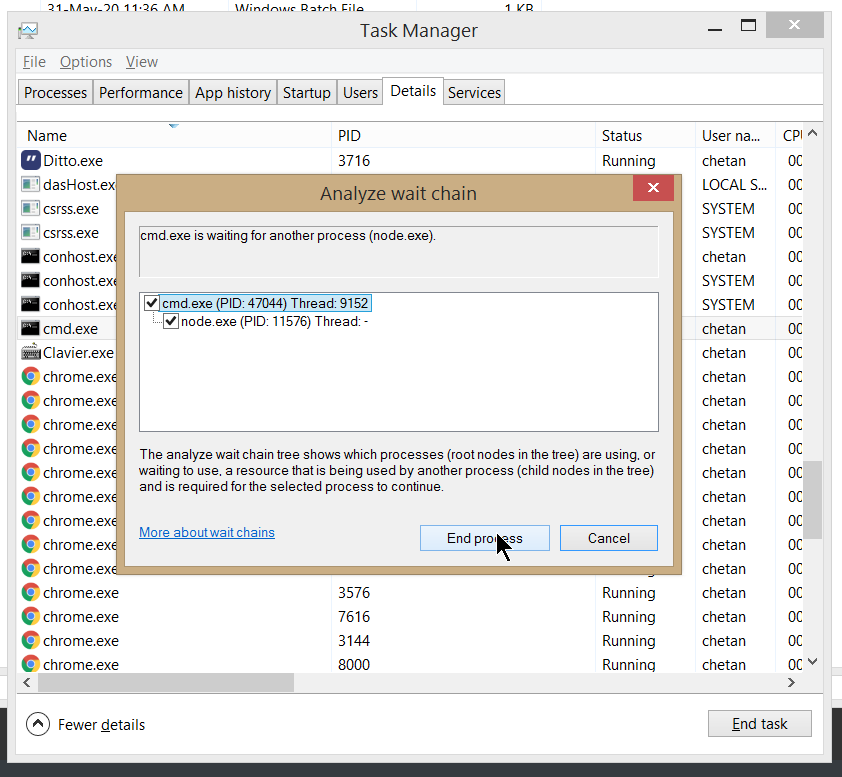 31-May-20 11:36 AM Windows Batch File 1 KB
Task Manager
File Options View
Processes Performance App history Startup Users Details Services
Name PID Status User na... CPU
Ditto.exe 3716 Running chetan 00
dasHost.exe LOCAL S... 00
csrss.exe SYSTEM 00
csrss.exe SYSTEM 00
conhost.exe chetan 00
conhost.exe SYSTEM 00
conhost.exe SYSTEM 00
cmd.exe chetan 00
Clavier.exe chetan 00
chrome.exe chetan 00
chrome.exe chetan 00
chrome.exe chetan 00
chrome.exe chetan 00
chrome.exe chetan 00
chrome.exe chetan 00
chrome.exe chetan 00
chrome.exe chetan 00
chrome.exe chetan 00
chrome.exe 3576 Running chetan 00
chrome.exe 7616 Running chetan 00
chrome.exe 3144 Running chetan 00
chrome.exe 8000 Running chetan 00
Analyze wait chain
cmd.exe is waiting for another process (node.exe).
cmd.exe (PID: 47044) Thread: 9152
node.exe (PID: 11576) Thread: -
The analyze wait chain tree shows which processes (root nodes in the tree) are using, or
waiting to use, a resource that is being used by another process (child nodes in the tree)
and is required for the selected process to continue.
More about wait chains
End process Cancel
Fewer details
End task